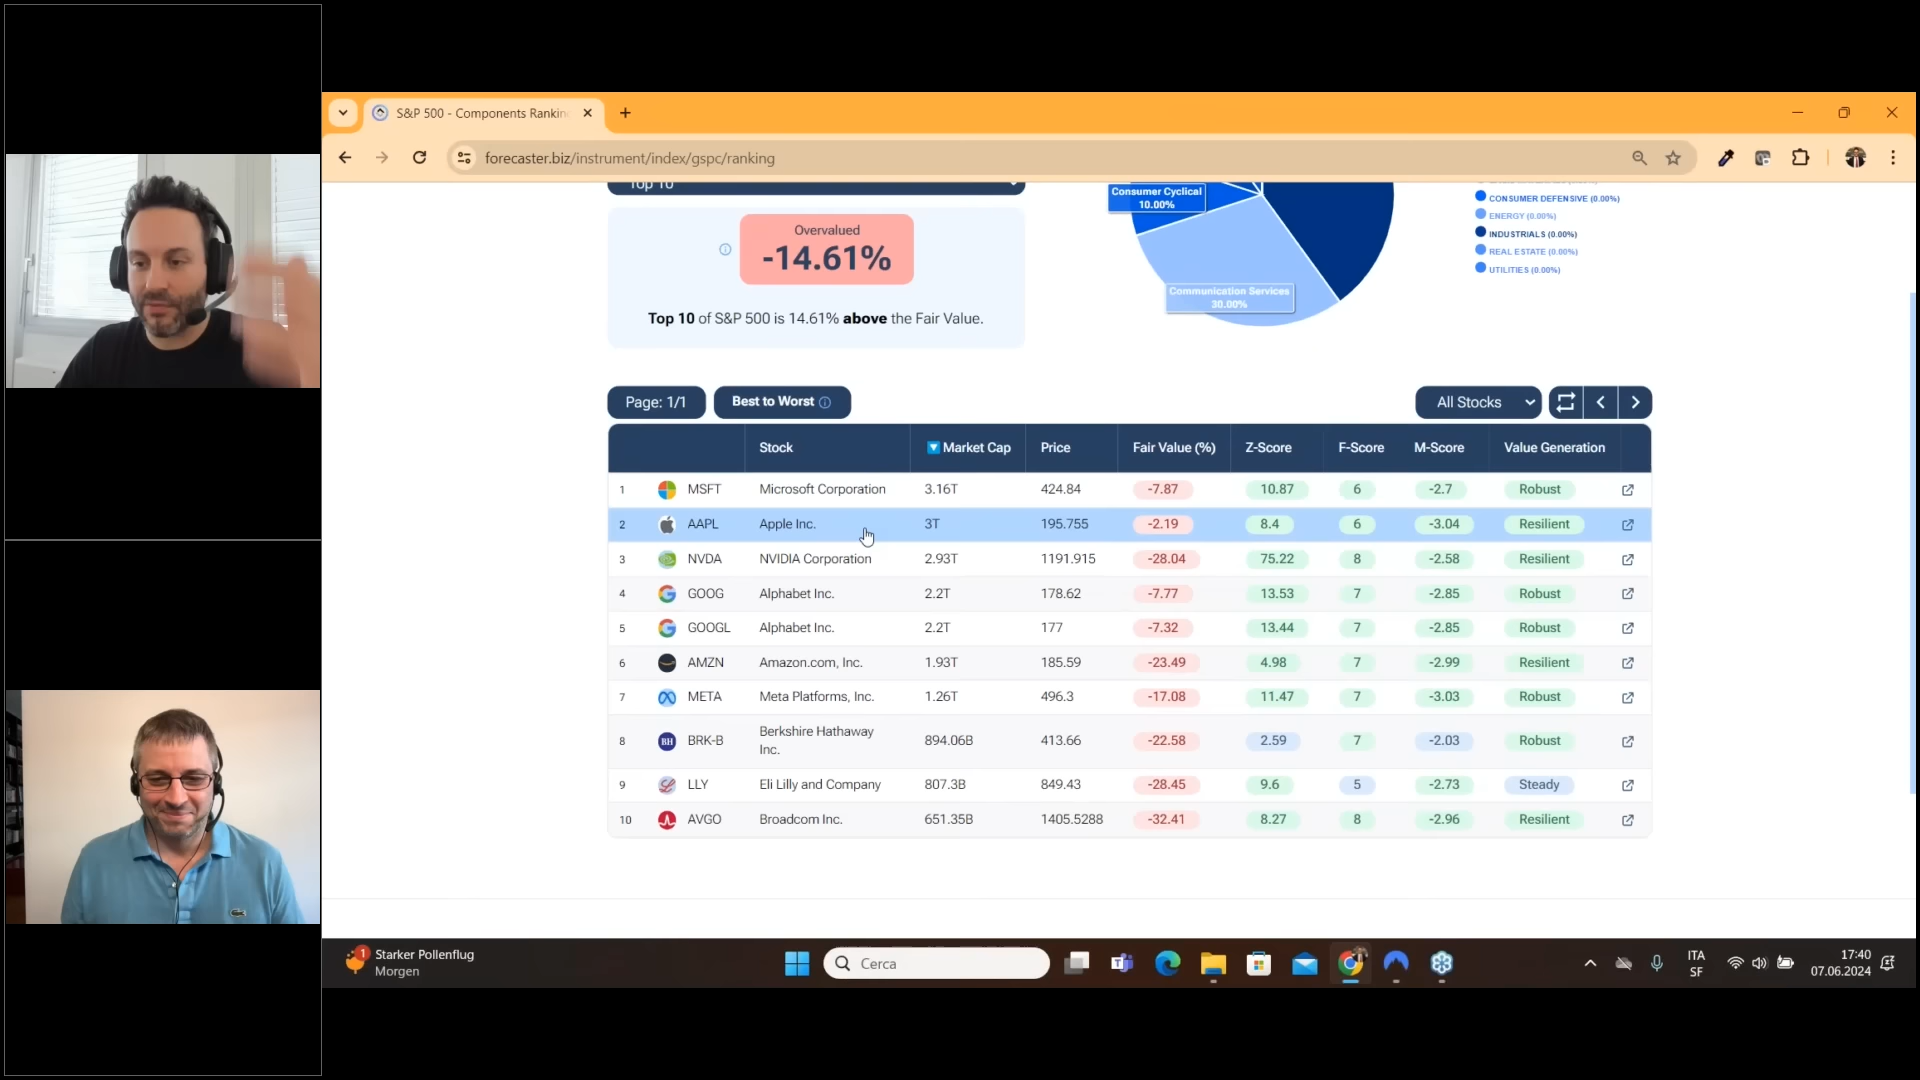 S&P 500 - Components Rankin
forecaster.biz/instrument/index/gspc/ranking
Top 10
Overvalued
-14.61%
Top 10 of S&P 500 is 14.61% above the Fair Value.
Consumer Cyclical
10.00%
Communication Services
30.00%
CONSUMER DEFENSIVE (0.00%)
ENERGY (0.00%)
INDUSTRIALS (0.00%)
REAL ESTATE (0.00%)
UTILITIES (0.00%)
Page: 1/1 Best to Worst All Stocks
Stock Market Cap Price Fair Value (%) Z-Score F-Score M-Score Value Generation
1 MSFT Microsoft Corporation 3.16T 424.84 -7.87 10.87 6 -2.7 Robust
2 AAPL Apple Inc. 3T 195.755 -2.19 8.4 6 -3.04 Resilient
3 NVDA NVIDIA Corporation 2.93T 1191.915 -28.04 75.22 8 -2.58 Resilient
4 GOOG Alphabet Inc. 2.2T 178.62 -7.77 13.53 7 -2.85 Robust
5 GOOGL Alphabet Inc. 2.2T 177 -7.32 13.44 7 -2.85 Robust
6 AMZN Amazon.com, Inc. 1.93T 185.59 -23.49 4.98 7 -2.99 Resilient
7 META Meta Platforms, Inc. 1.26T 496.3 -17.08 11.47 7 -3.03 Robust
8 BH BRK-B Berkshire Hathaway Inc. 894.06B 413.66 -22.58 2.59 7 -2.03 Robust
9 LLY Eli Lilly and Company 807.3B 849.43 -28.45 9.6 5 -2.73 Steady
10 AVGO Broadcom Inc. 651.35B 1405.5288 -32.41 8.27 8 -2.96 Resilient
1 Starker Pollenflug
Morgen
Cerca
ITA
SF
17:40
07.06.2024